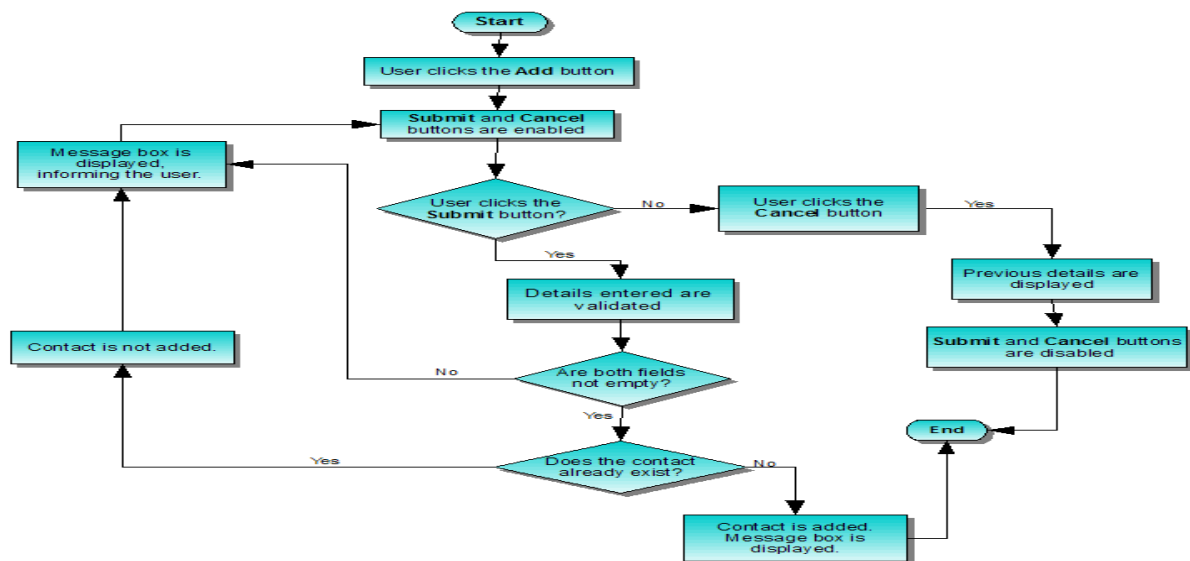 Start
User clicks the Add button
Submit and Cancel
buttons are enabled
Message box is
displayed,
informing the user.
User clicks the
Submit button?
No
User clicks the
Cancel button
Yes
Yes
Previous details are
displayed
Details entered are
validated
Contact is not added.
Submit and Cancel buttons
are disabled
Are both fields
not empty?
No
Yes
End
Does the contact
already exist?
Yes
No
Contact is added.
Message box is
displayed.